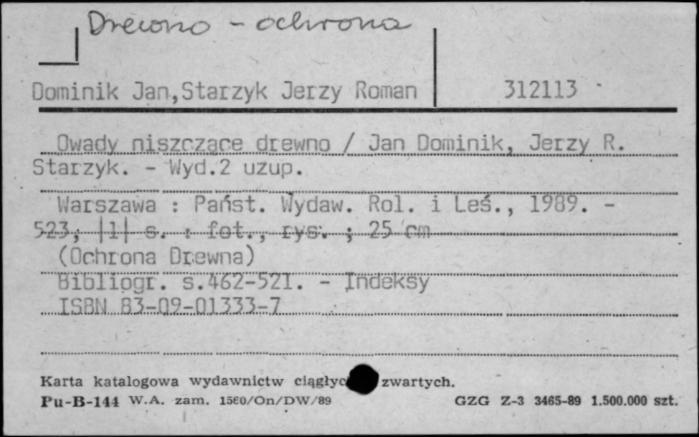 Drewno - ochrona
Dominik Jan,Starzyk Jerzy Roman 312113
Owady niszczące drewno / Jan Dominik, Jerzy R.
Starzyk. - Wyd.2 uzup.
Warszawa : Państ. Wydaw. Rol. i Leś., 1989. -
523, |1| s. : fot., rys. ; 25 cm
(Ochrona Drewna)
Bibliogr. s.462-521. - Indeksy
ISBN 83-09-01333-7
Karta katalogowa wydawnictw zwartych.
Pu-B-144 W.A. zam. 1560/On/DW/89 GZG Z-3 3465-89 1.500.000 szt.